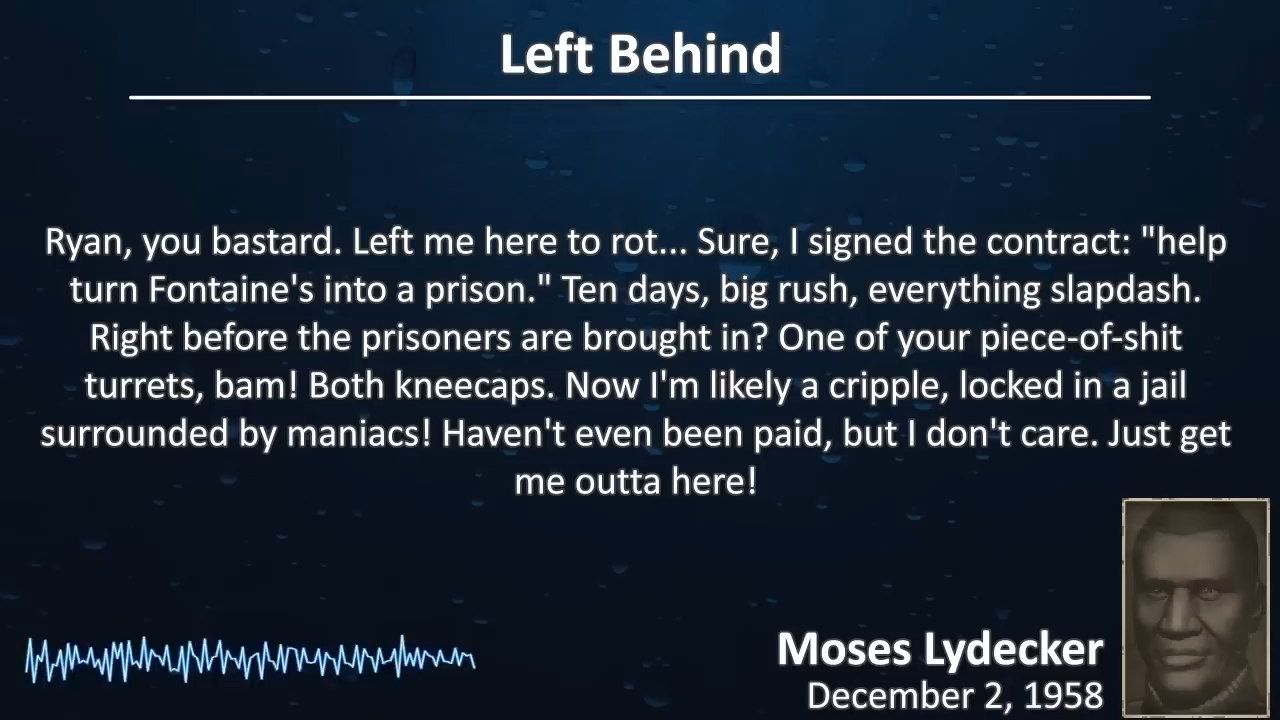 Left Behind
Ryan, you bastard. Left me here to rot... Sure, I signed the contract: "help
turn Fontaine's into a prison." Ten days, big rush, everything slapdash.
Right before the prisoners are brought in? One of your piece-of-shit
turrets, bam! Both kneecaps. Now I'm likely a cripple, locked in a jail
surrounded by maniacs! Haven't even been paid, but I don't care. Just get
me outta here!
Moses Lydecker
December 2, 1958